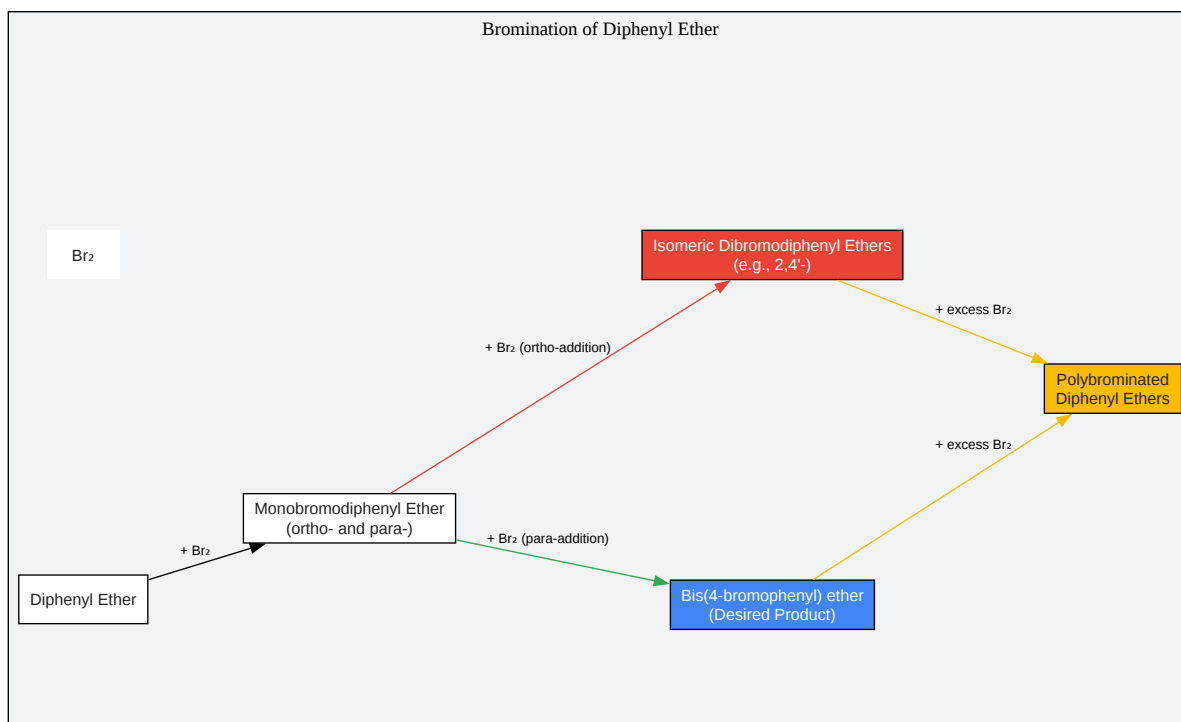 Bromination of Diphenyl Ether
Br₂
Isomeric Dibromodiphenyl Ethers
(e.g., 2,4'-)
+ excess Br₂
+ Br₂ (ortho-addition)
Polybrominated
Diphenyl Ethers
+ excess Br₂
Monobromodiphenyl Ether
(ortho- and para-)
+ Br₂ (para-addition)
+ Br₂
Diphenyl Ether
Bis(4-bromophenyl) ether
(Desired Product)